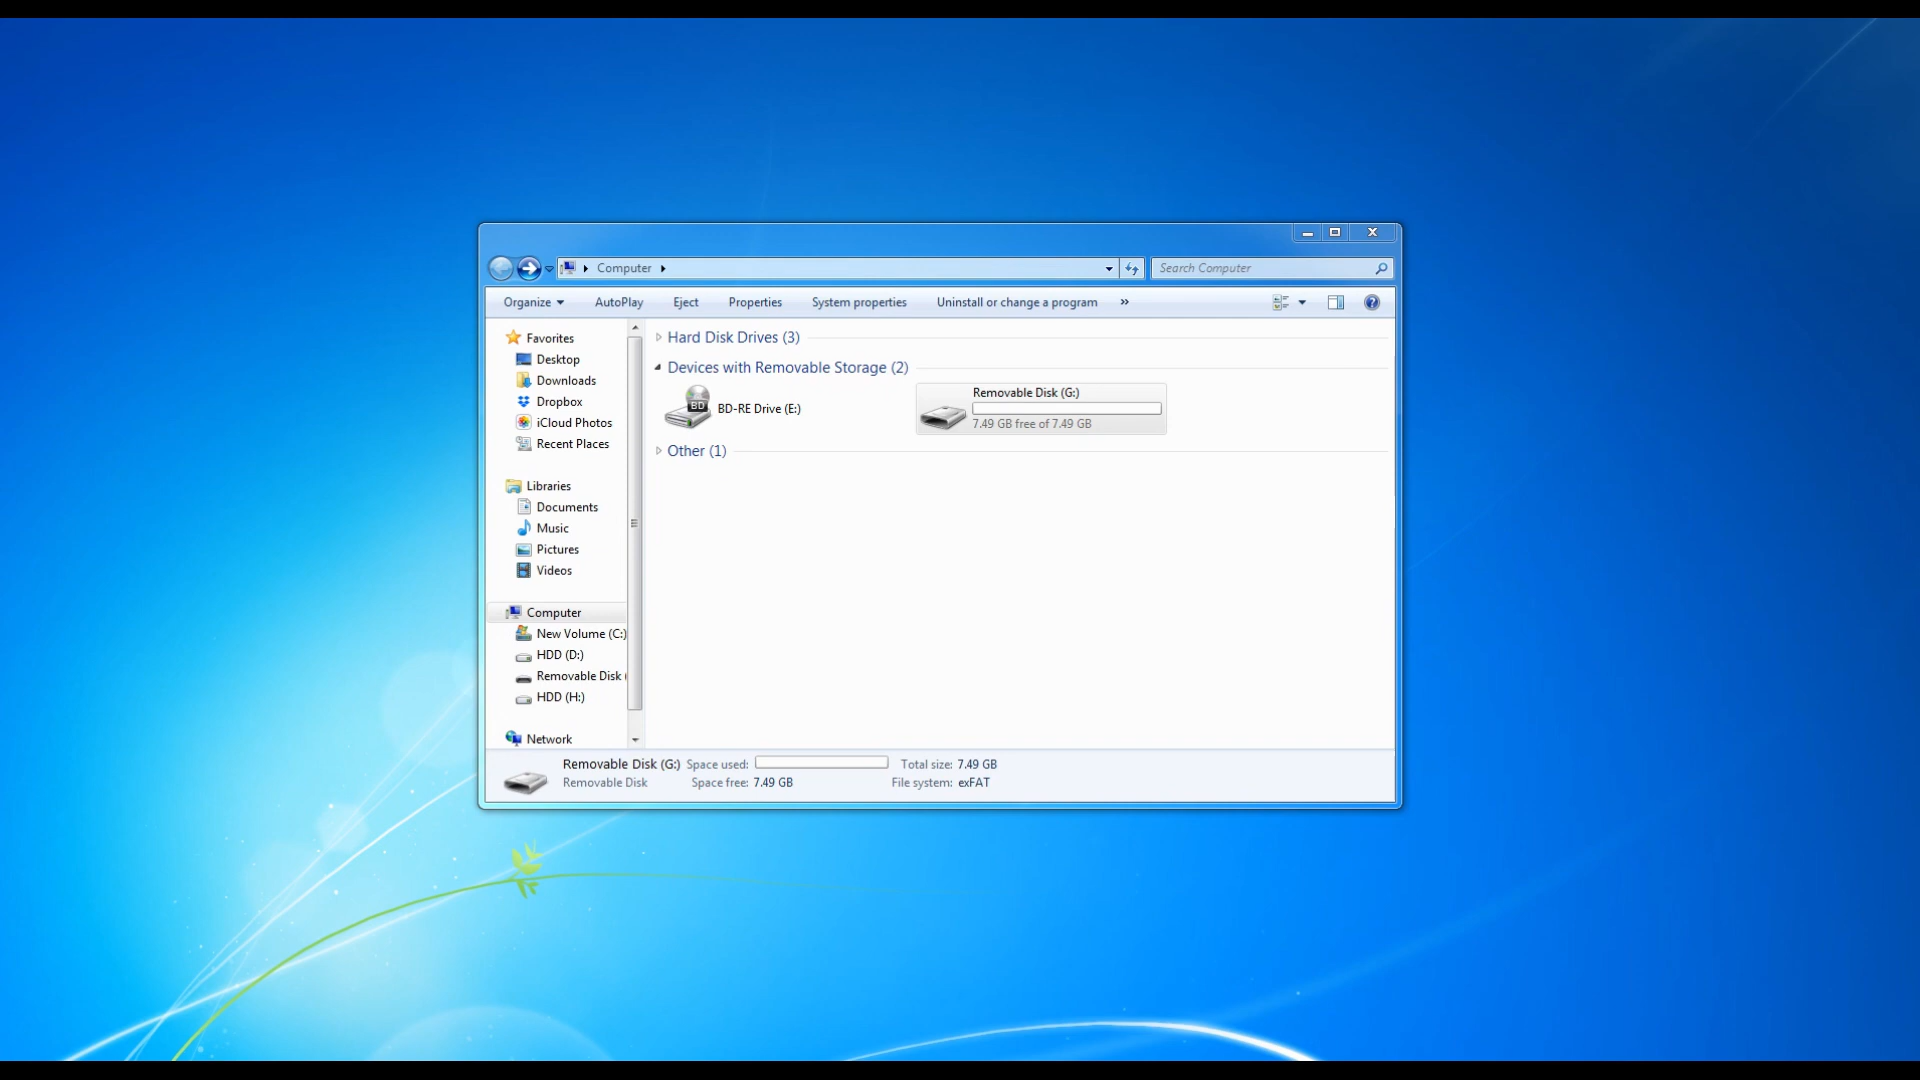 Computer
Search Computer
Organize AutoPlay Eject Properties System properties Uninstall or change a program »
Favorites
Desktop
Downloads
Dropbox
iCloud Photos
Recent Places
Libraries
Documents
Music
Pictures
Videos
Computer
New Volume (C:)
HDD (D:)
Removable Disk (
HDD (H:)
Network
Hard Disk Drives (3)
Devices with Removable Storage (2)
BD
BD-RE Drive (E:)
Removable Disk (G:)
7.49 GB free of 7.49 GB
Other (1)
Removable Disk (G:) Space used: Total size: 7.49 GB
Removable Disk Space free: 7.49 GB File system: exFAT